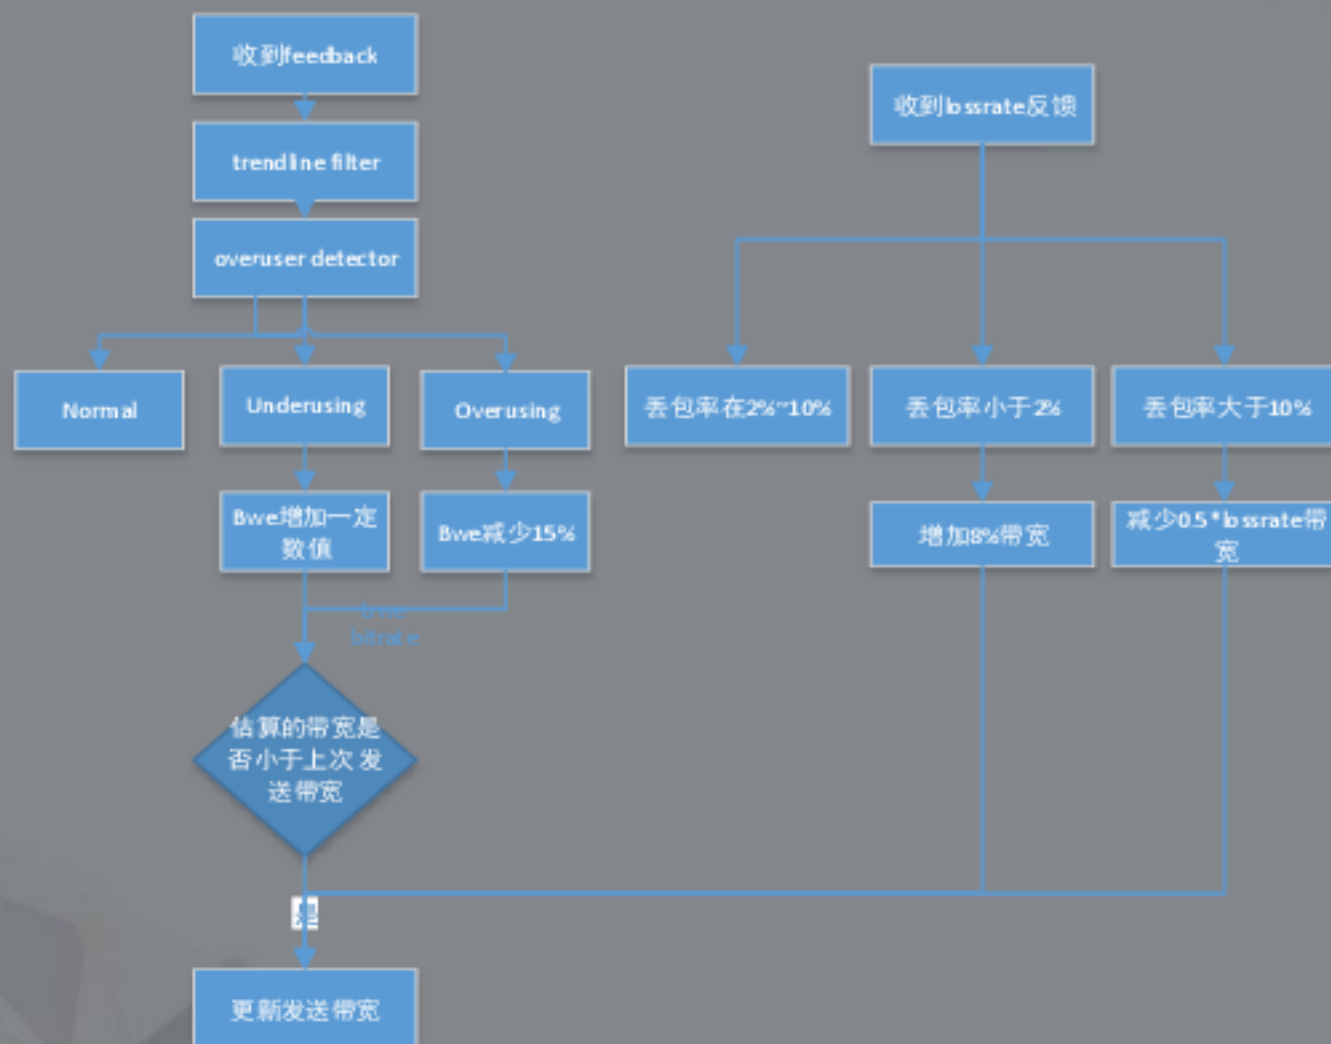 收到feedback
trendline filter
overuser detector
Normal
Underusing
Overusing
Bwe增加一定
数值
Bwe减少15%
bwe
bitrate
估算的带宽是
否小于上次发
送带宽
是
更新发送带宽
收到lossrate反馈
丢包率在2%~10%
丢包率小于2%
丢包率大于10%
增加8%带宽
减少0.5*lossrate带
宽